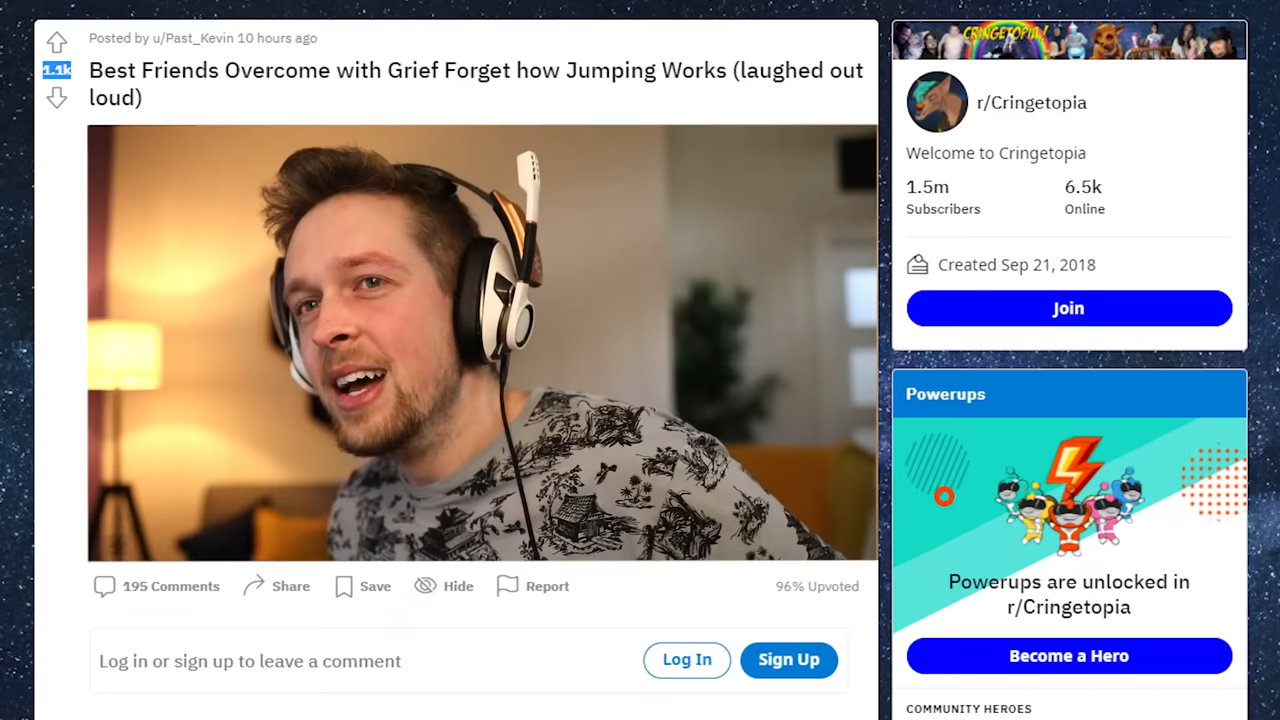 Posted by u/Past_Kevin 10 hours ago
1.1k
Best Friends Overcome with Grief Forget how Jumping Works (laughed out
loud)
195 Comments Share Save Hide Report 96% Upvoted
Log in or sign up to leave a comment Log In Sign Up
CRINGETOPIA!
r/Cringetopia
Welcome to Cringetopia
1.5m 6.5k
Subscribers Online
Created Sep 21, 2018
Join
Powerups
Powerups are unlocked in
r/Cringetopia
Become a Hero
COMMUNITY HEROES